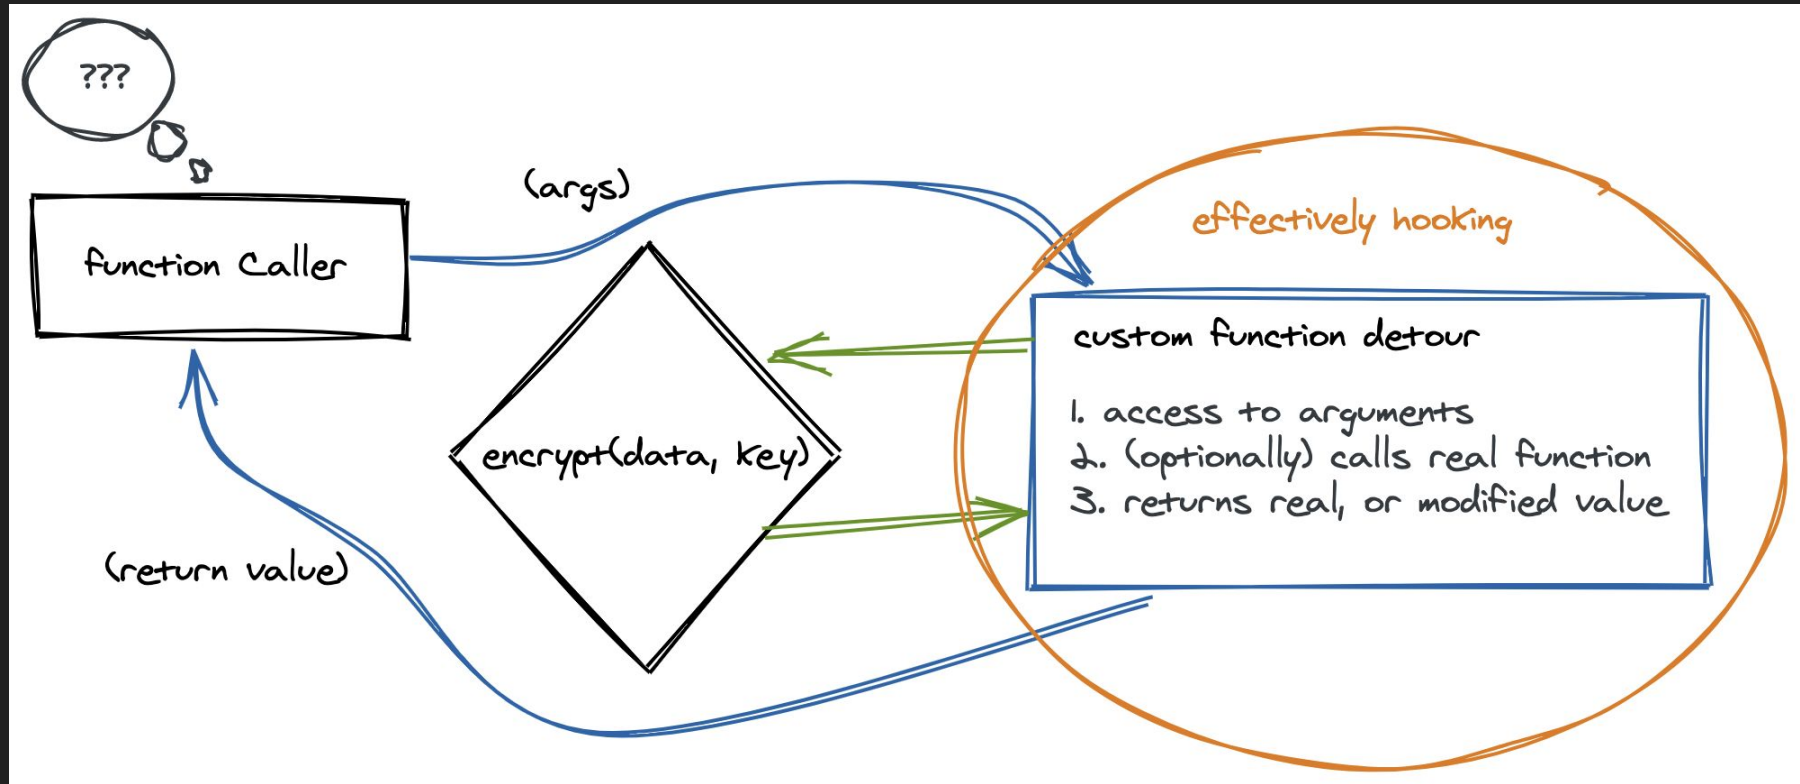 ???
(args)
effectively hooking
function Caller
custom function detour
1. access to arguments
2. (optionally) calls real function
3. returns real, or modified value
encrypt(data, key)
(return value)